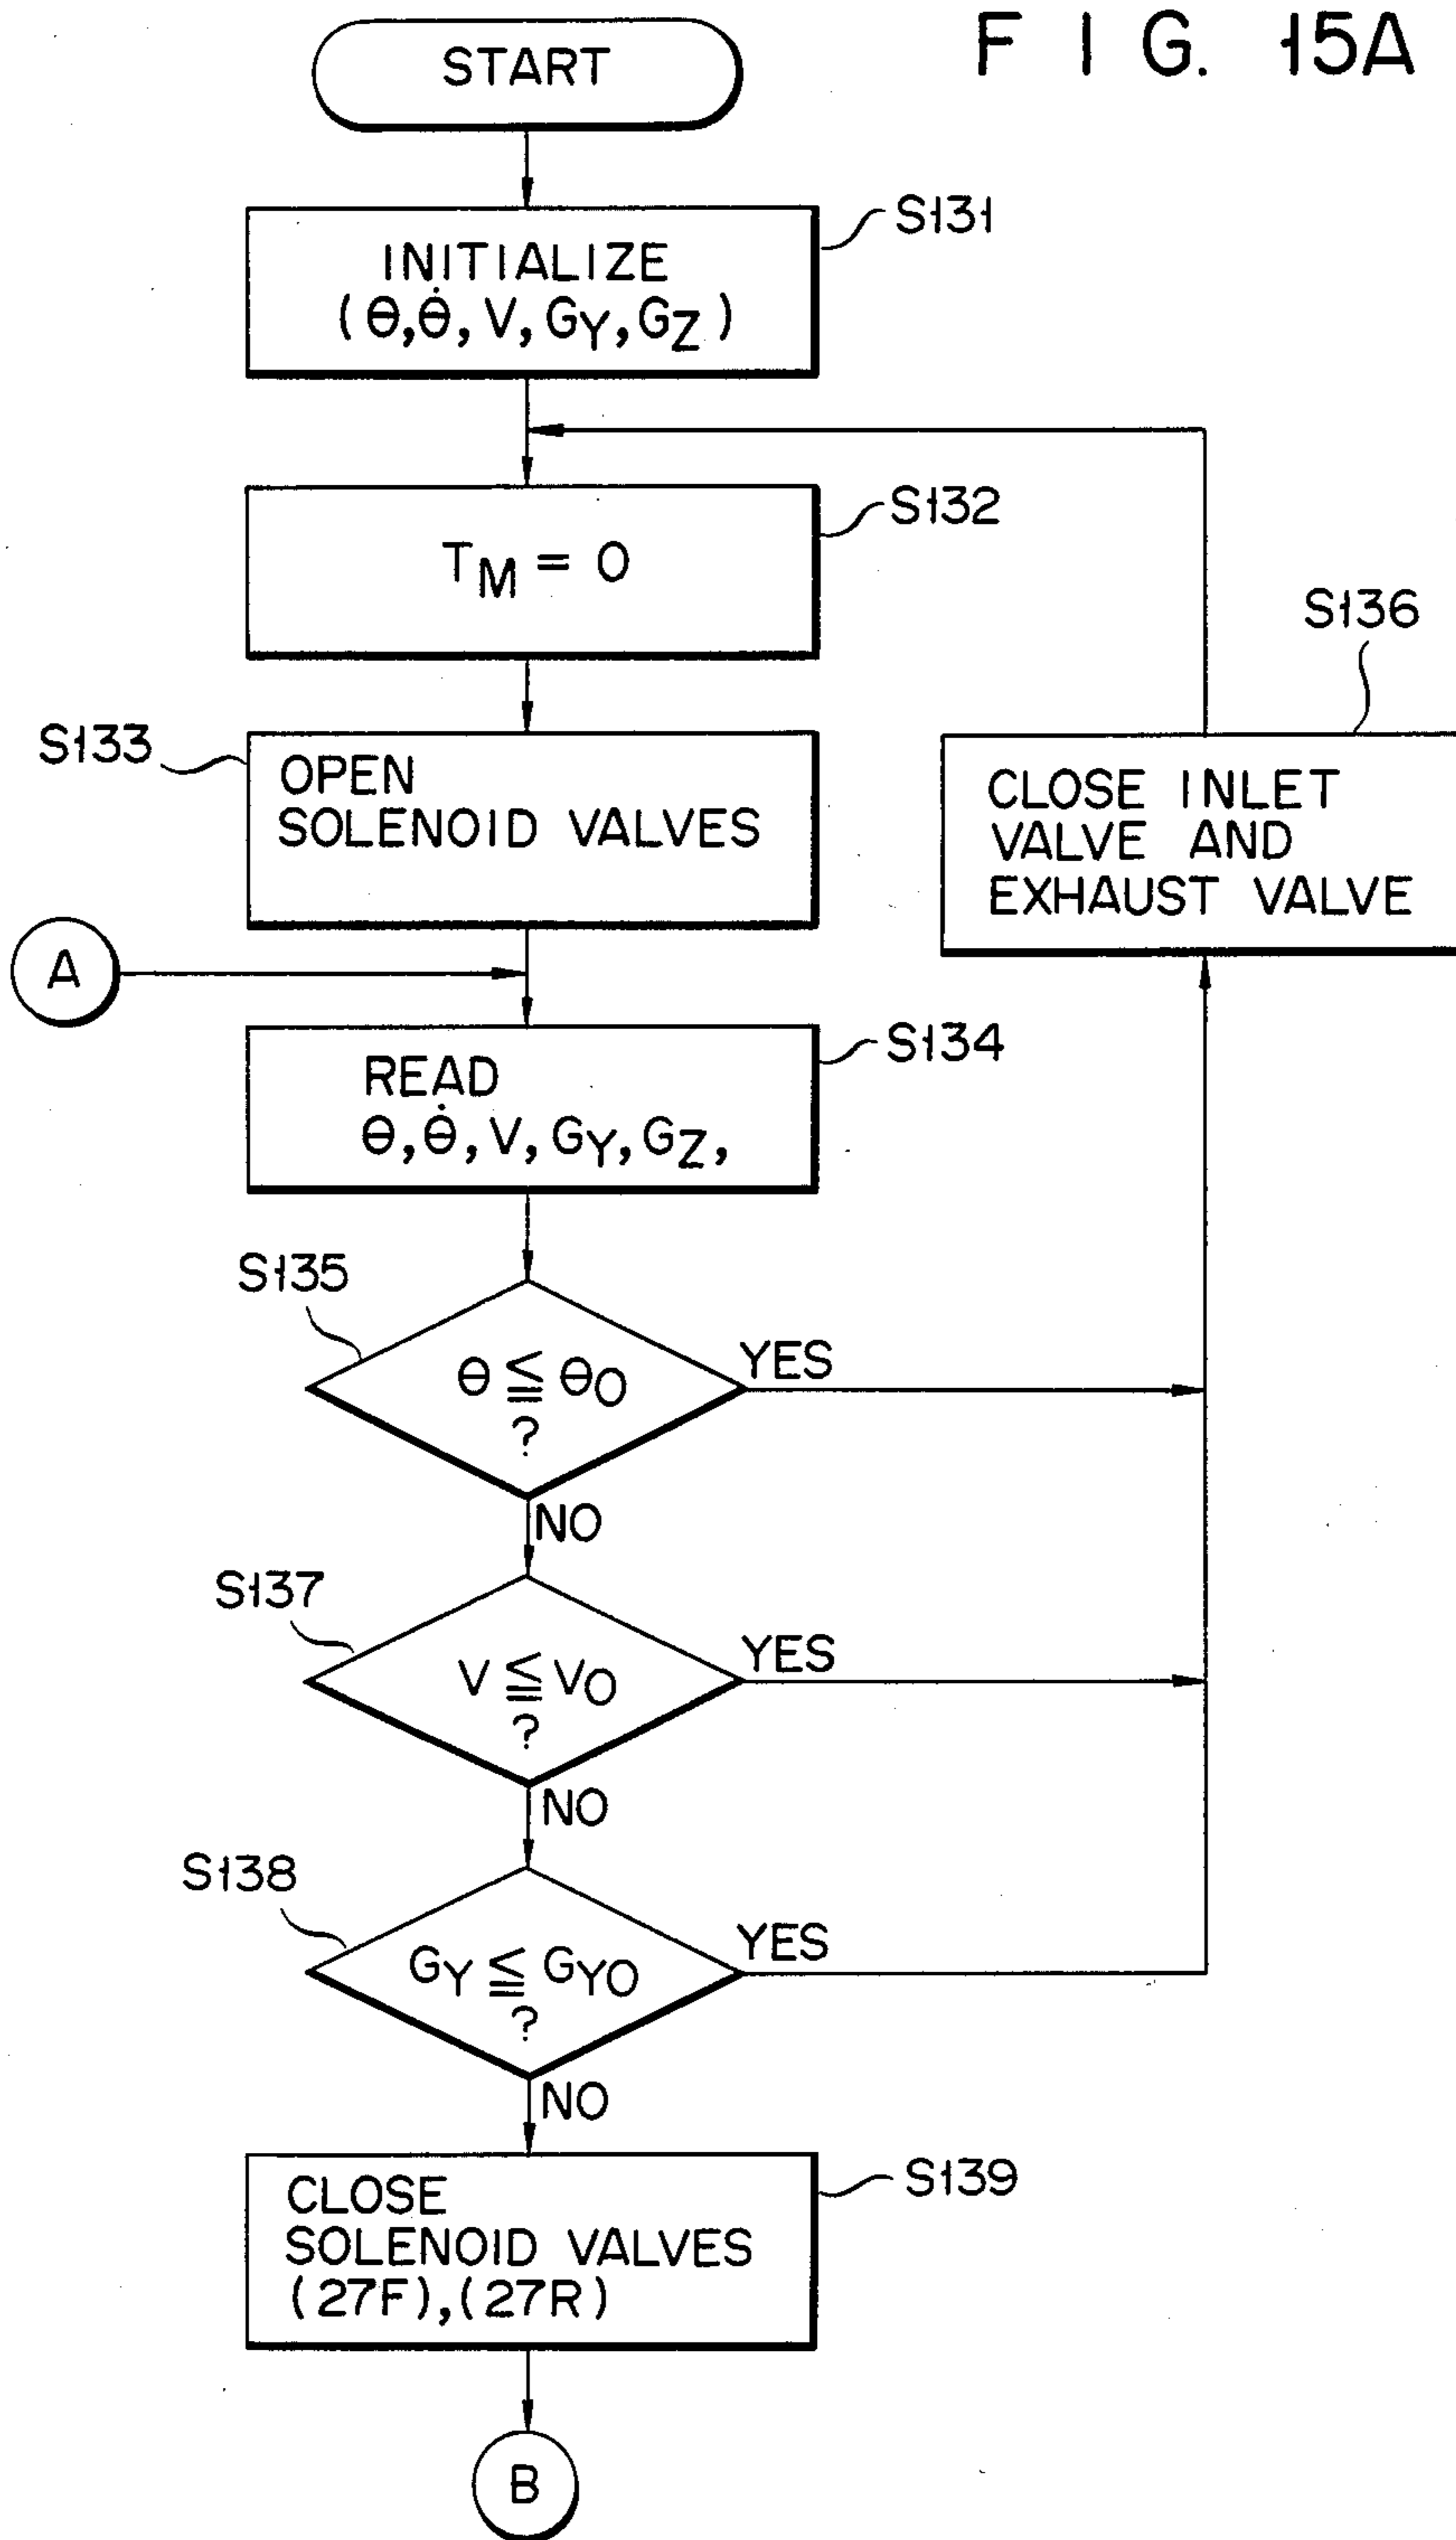 F I G. 15A
START
S131
INITIALIZE
(θ, θ̇, V, GY, GZ)
S132
TM = 0
S136
S133
OPEN
SOLENOID VALVES
CLOSE INLET
VALVE AND
EXHAUST VALVE
A
S134
READ
θ, θ̇, V, GY, GZ,
S135
θ ≦ θO
?
YES
NO
S137
V ≦ VO
?
YES
NO
S138
GY ≦ GYO
?
YES
NO
S139
CLOSE
SOLENOID VALVES
(27F),(27R)
B